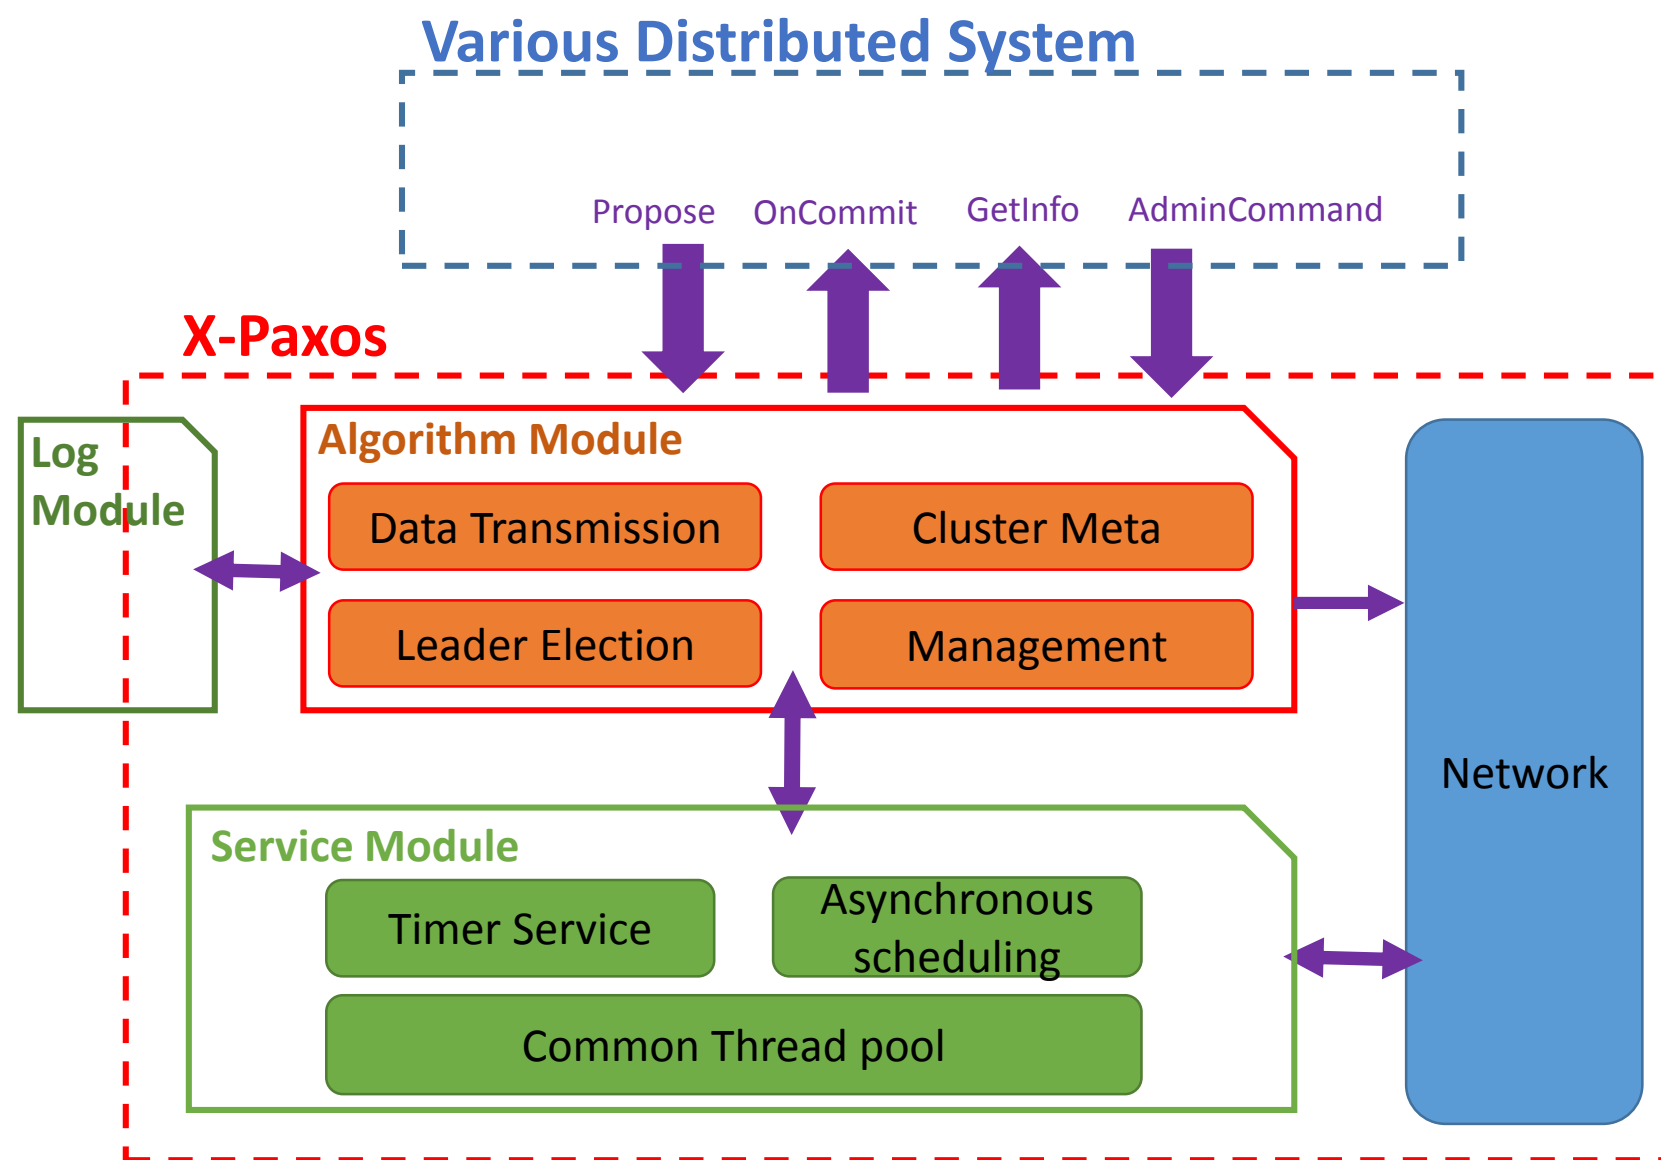 Various Distributed System
Propose OnCommit GetInfo AdminCommand
X-Paxos
Log
Module
Algorithm Module
Data Transmission
Cluster Meta
Leader Election
Management
Network
Service Module
Timer Service
Asynchronous
scheduling
Common Thread pool